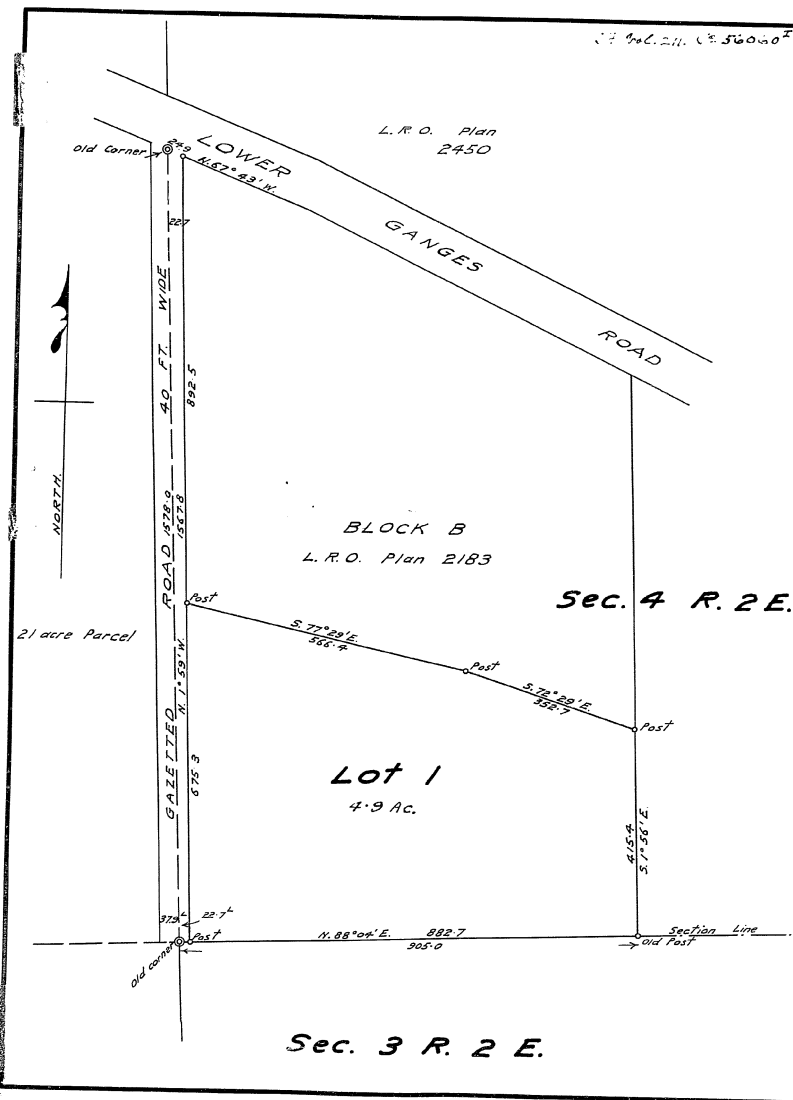 L.R.O. Plan
2450
Old Corner
24.9
LOWER GANGES ROAD
N.67°43'W.
22.7
892.5
GAZETTED ROAD 40 FT. WIDE
1578.0
1567.8
N.1°59'W.
675.3
NORTH.
BLOCK B
L.R.O. Plan 2183
Sec. 4 R. 2 E.
21 acre Parcel
Post
S.77°29'E.
566.4
Post
S.72°29'E.
352.7
Post
Lot 1
4.9 Ac.
415.4
S.1°56'E.
37.9 L
22.7 L
Post
N.88°04'E. 882.7
905.0
Section Line
Old Post
Old corner
Sec. 3 R. 2 E.